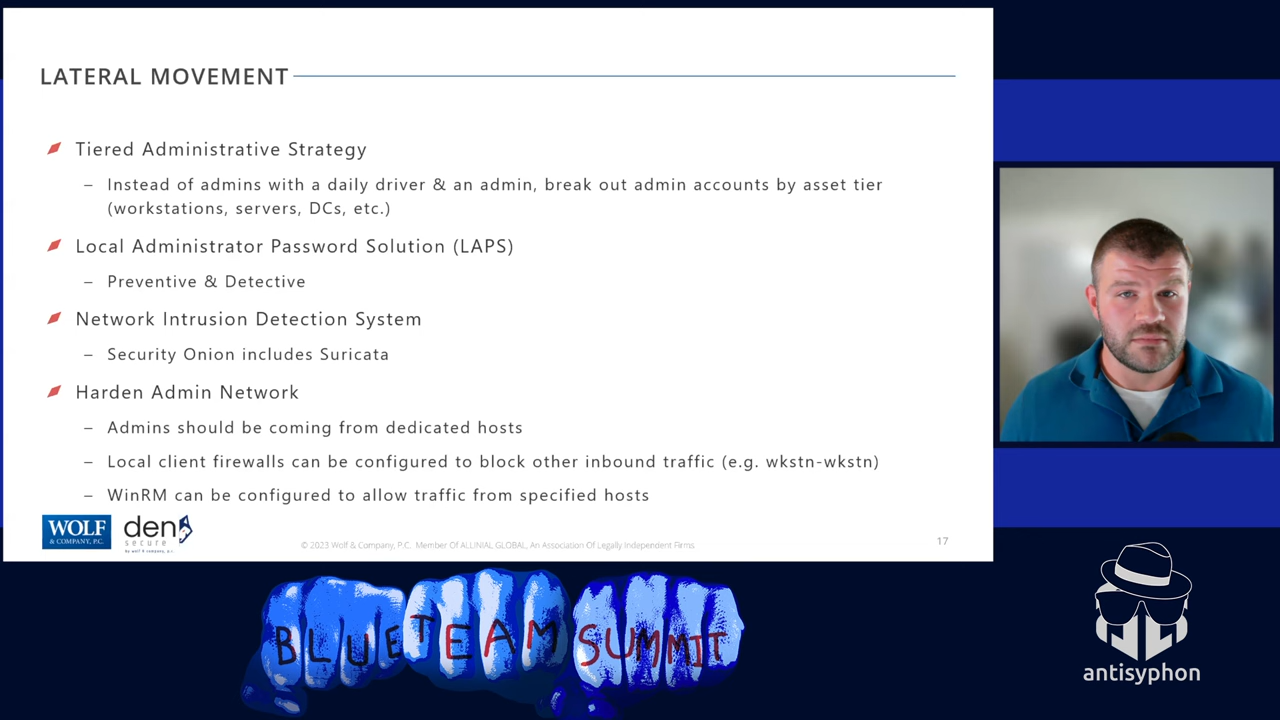 LATERAL MOVEMENT
Tiered Administrative Strategy
– Instead of admins with a daily driver & an admin, break out admin accounts by asset tier
(workstations, servers, DCs, etc.)
Local Administrator Password Solution (LAPS)
– Preventive & Detective
Network Intrusion Detection System
– Security Onion includes Suricata
Harden Admin Network
– Admins should be coming from dedicated hosts
– Local client firewalls can be configured to block other inbound traffic (e.g. wkstn-wkstn)
– WinRM can be configured to allow traffic from specified hosts
WOLF
& COMPANY, P.C.
den
secure
by wolf & company, p.c.
© 2023 Wolf & Company, P.C. Member Of ALLINIAL GLOBAL, An Association Of Legally Independent Firms
17
BLUE TEAM SUMMIT
antisyphon